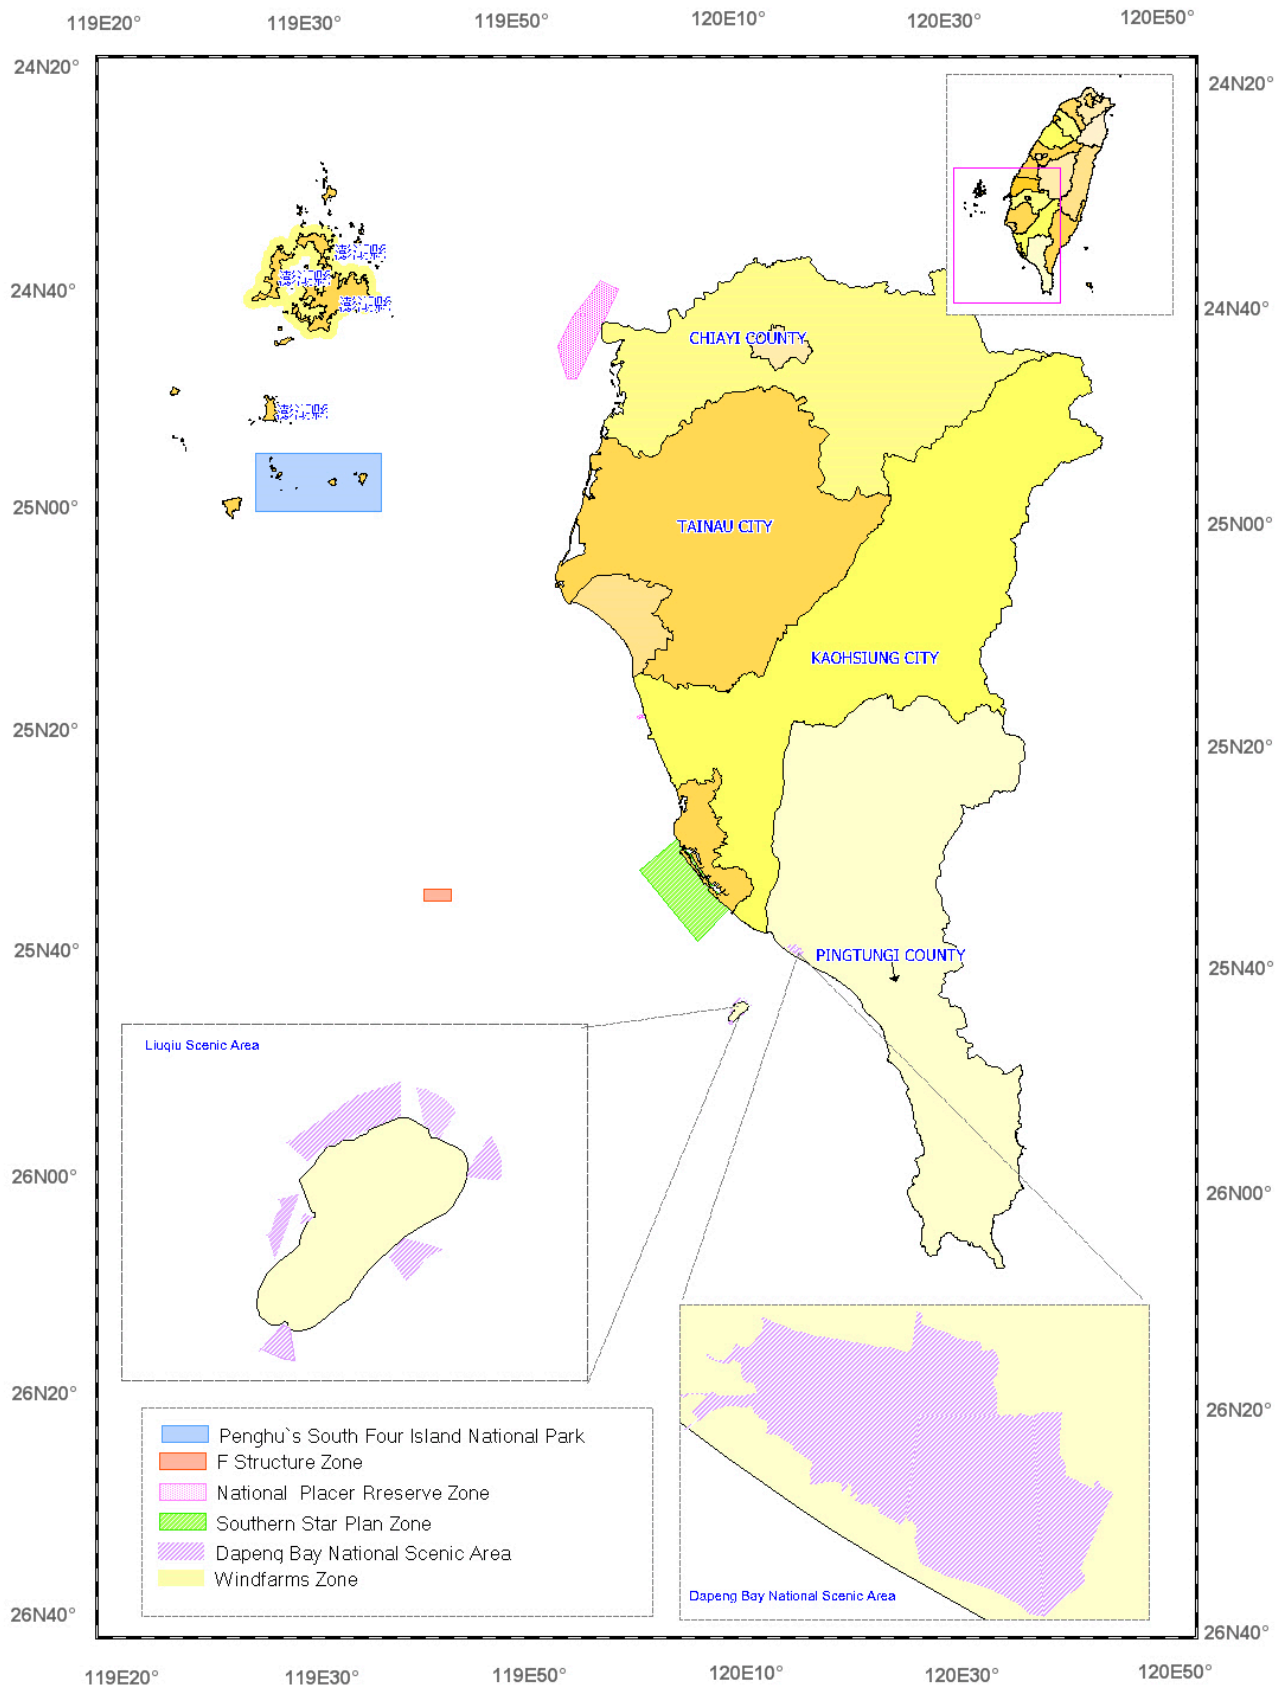 119E20°
119E30°
119E50°
120E10°
120E30°
120E50°
24N20°
24N20°
24N40°
24N40°
CHIAYI COUNTY
25N00°
25N00°
TAINAU CITY
KAOHSIUNG CITY
25N20°
25N20°
25N40°
25N40°
PINGTUNGI COUNTY
Liuqiu Scenic Area
26N00°
26N00°
26N20°
26N20°
Penghu`s South Four Island National Park
F Structure Zone
National Placer Rreserve Zone
Southern Star Plan Zone
Dapeng Bay National Scenic Area
Windfarms Zone
Dapeng Bay National Scenic Area
26N40°
26N40°
119E20°
119E30°
119E50°
120E10°
120E30°
120E50°